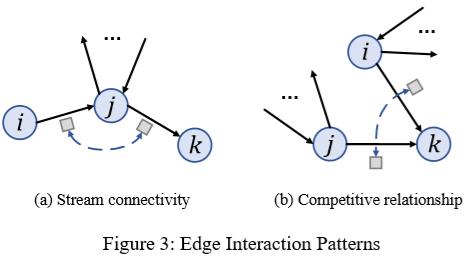 ...
i
j
k
(a) Stream connectivity
...
i
...
j
k
(b) Competitive relationship
Figure 3: Edge Interaction Patterns